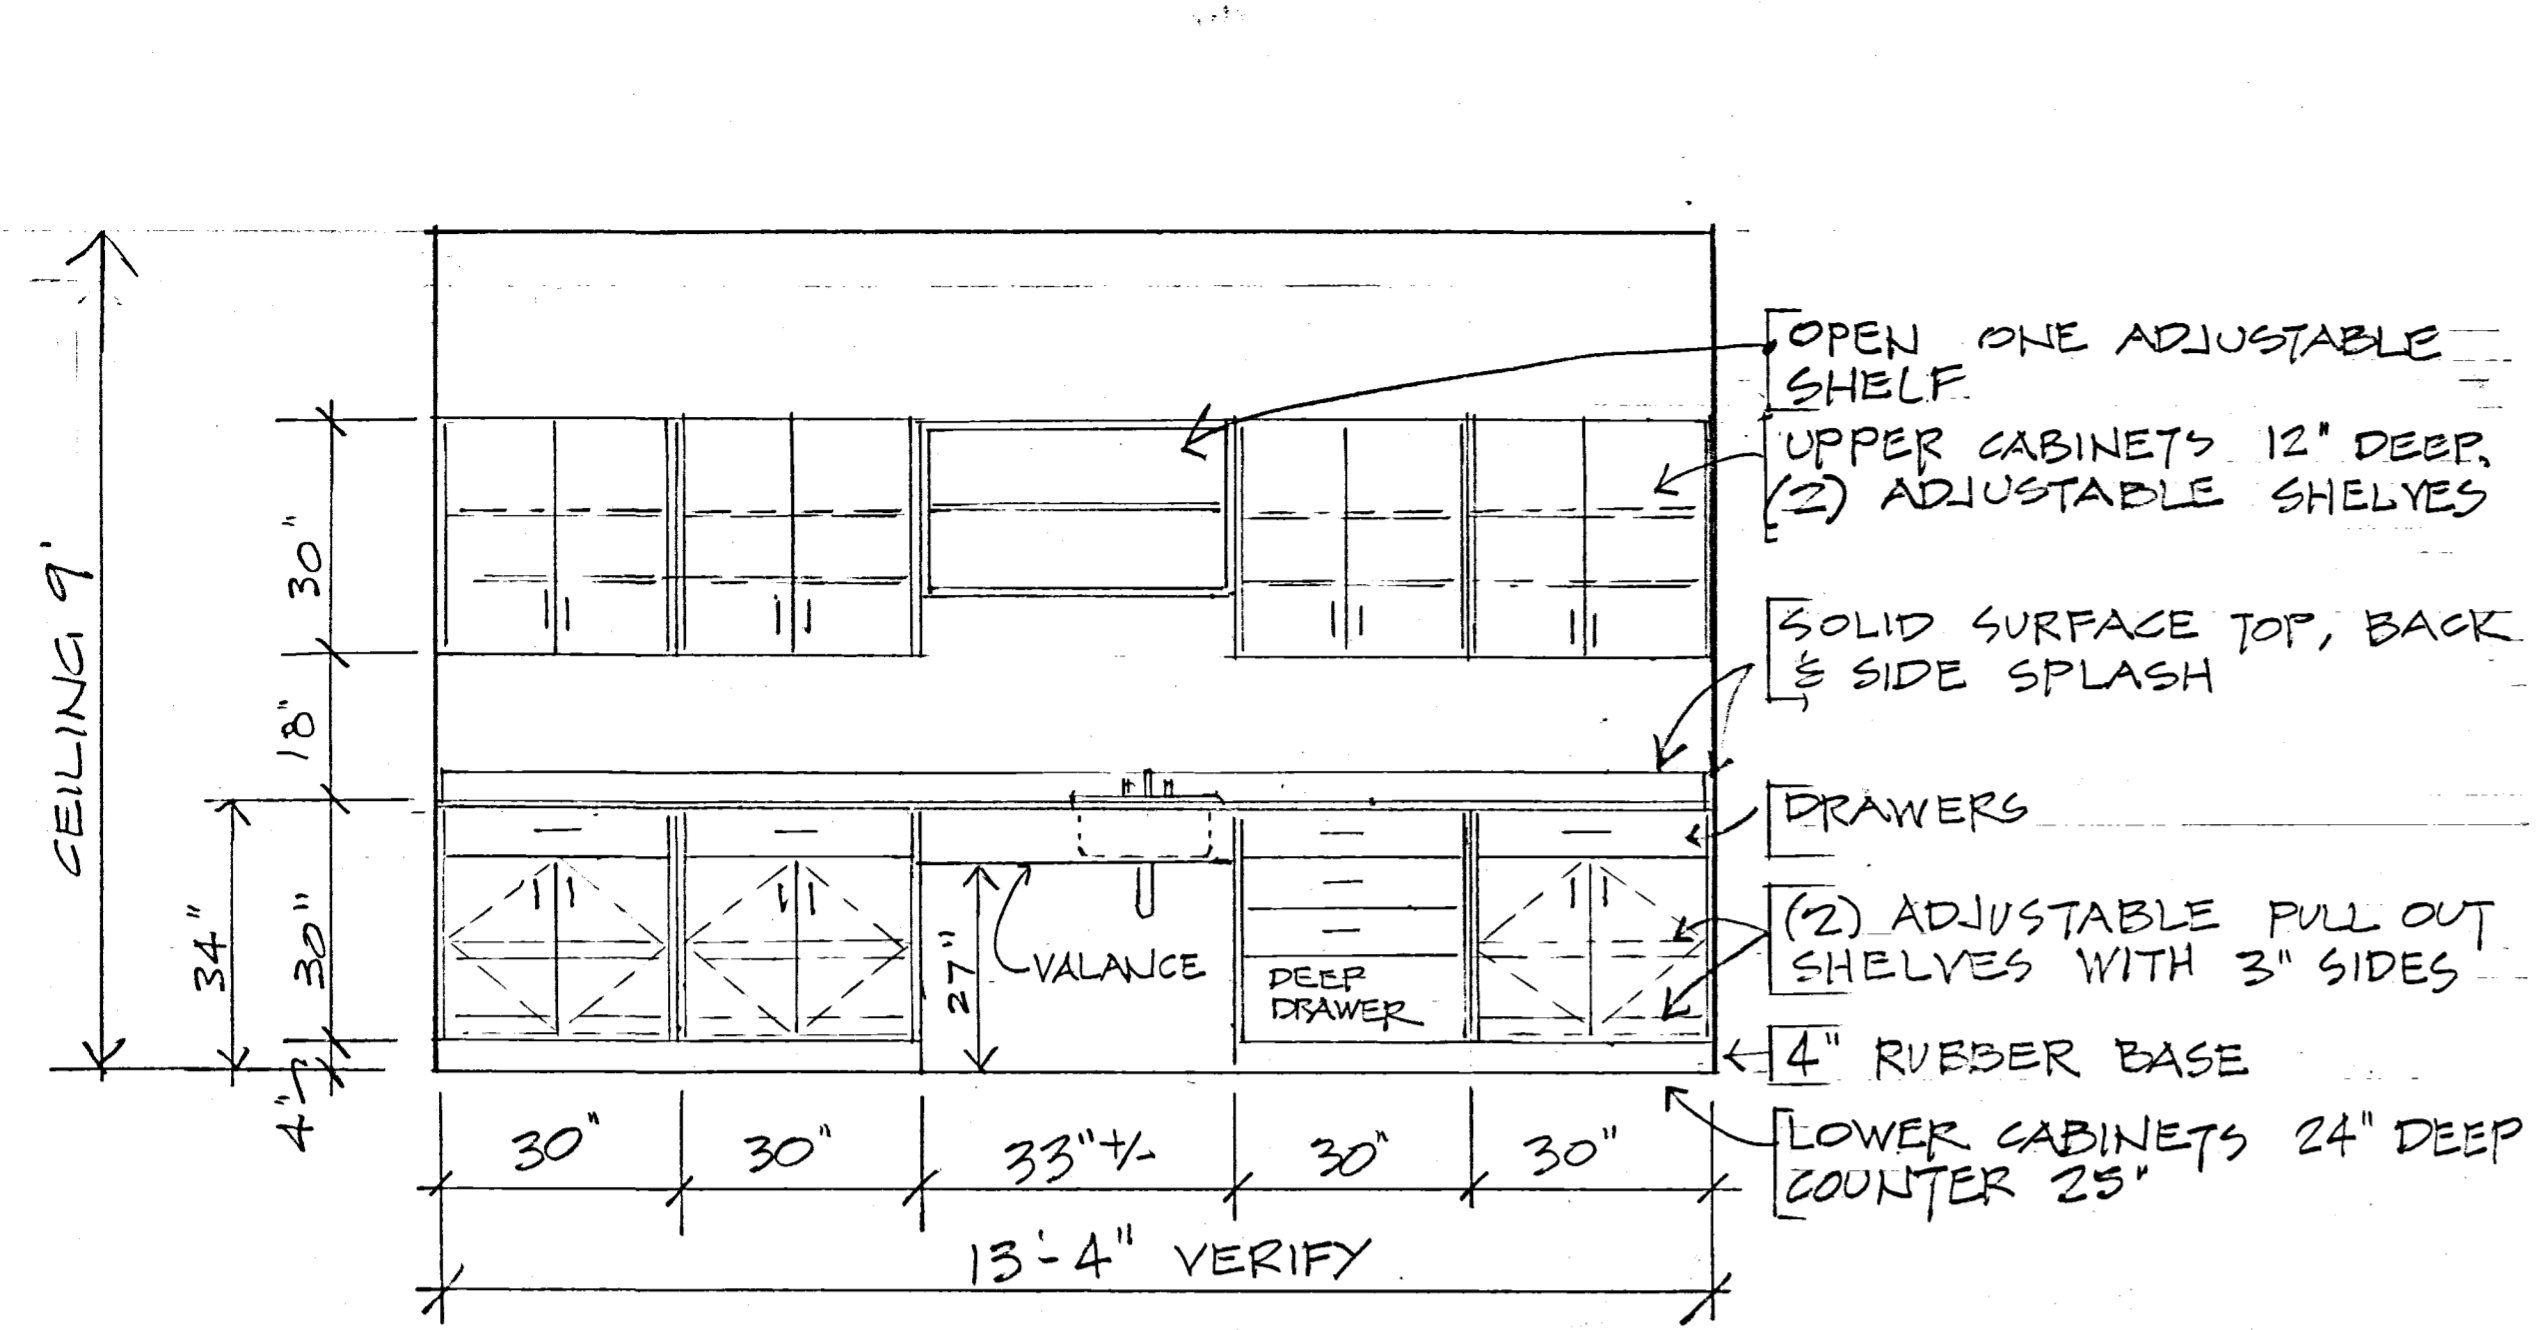 CEILING 9'
30"
18"
34"
30"
4"
OPEN ONE ADJUSTABLE
SHELF
UPPER CABINETS 12" DEEP,
(2) ADJUSTABLE SHELVES
SOLID SURFACE TOP, BACK
& SIDE SPLASH
DRAWERS
(2) ADJUSTABLE PULL OUT
SHELVES WITH 3" SIDES
4" RUBBER BASE
LOWER CABINETS 24" DEEP
COUNTER 25"
27"
VALANCE
DEEP
DRAWER
30" 30" 33" +/- 30" 30"
13'-4" VERIFY